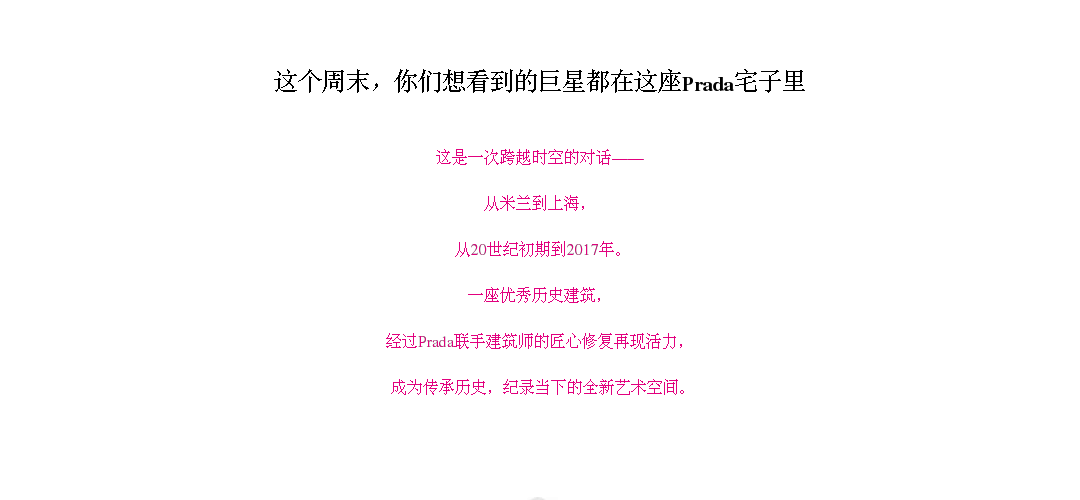 这个周末，你们想看到的巨星都在这座Prada宅子里
这是一次跨越时空的对话——
从米兰到上海，
从20世纪初期到2017年。
一座优秀历史建筑，
经过Prada联手建筑师的匠心修复再现活力，
成为传承历史，纪录当下的全新艺术空间。